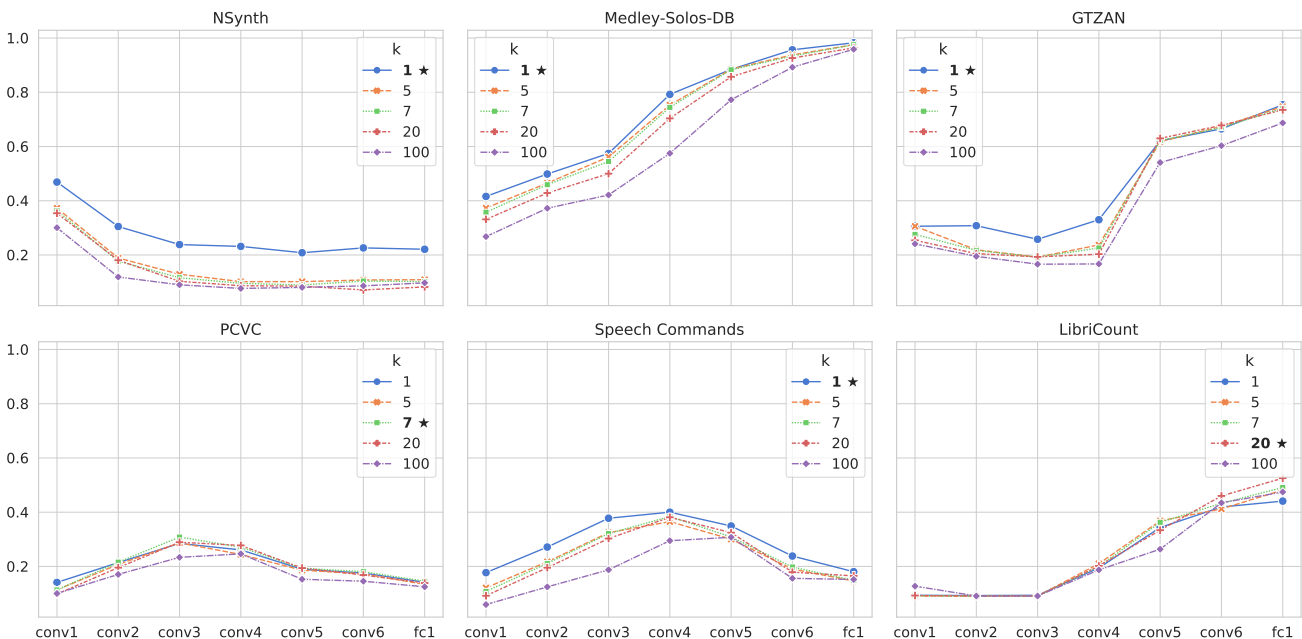 NSynth
Medley-Solos-DB
GTZAN
1.0
0.8
0.6
0.4
0.2
k
1 ★
5
7
20
100
k
1 ★
5
7
20
100
k
1 ★
5
7
20
100
PCVC
Speech Commands
LibriCount
1.0
0.8
0.6
0.4
0.2
k
1
5
7 ★
20
100
k
1 ★
5
7
20
100
k
1
5
7
20 ★
100
conv1 conv2 conv3 conv4 conv5 conv6 fc1
conv1 conv2 conv3 conv4 conv5 conv6 fc1
conv1 conv2 conv3 conv4 conv5 conv6 fc1